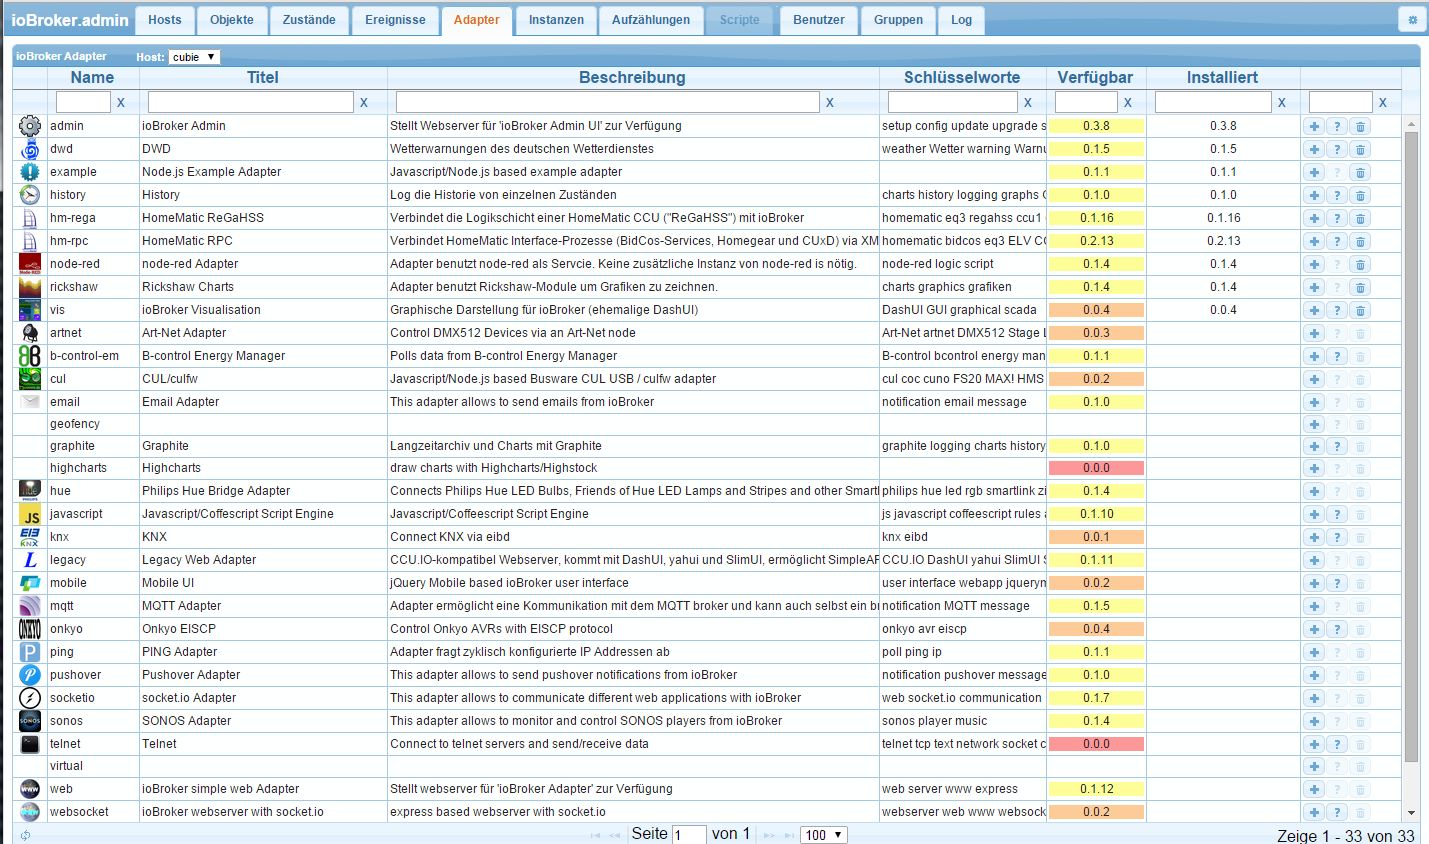 ioBroker.admin Hosts Objekte Zustände Ereignisse Adapter Instanzen Aufzählungen Scripte Benutzer Gruppen Log
ioBroker Adapter Host: cubie
Name Titel Beschreibung Schlüsselworte Verfügbar Installiert
X X X X X X X
admin ioBroker Admin Stellt Webserver für 'ioBroker Admin UI' zur Verfügung setup config update upgrade s 0.3.8 0.3.8
dwd DWD Wetterwarnungen des deutschen Wetterdienstes weather Wetter warning Warnu 0.1.5 0.1.5
example Node.js Example Adapter Javascript/Node.js based example adapter 0.1.1 0.1.1
history History Log die Historie von einzelnen Zuständen charts history logging graphs 0.1.0 0.1.0
hm-rega HomeMatic ReGaHSS Verbindet die Logikschicht einer HomeMatic CCU ("ReGaHSS") mit ioBroker homematic eq3 regahss ccu1 0.1.16 0.1.16
hm-rpc HomeMatic RPC Verbindet HomeMatic Interface-Prozesse (BidCos-Services, Homegear und CUxD) via XM homematic bidcos eq3 ELV CC 0.2.13 0.2.13
node-red node-red Adapter Adapter benutzt node-red als Servcie. Keine zusätzliche Instanz von node-red is nötig. node-red logic script 0.1.4 0.1.4
rickshaw Rickshaw Charts Adapter benutzt Rickshaw-Module um Grafiken zu zeichnen. charts graphics grafiken 0.1.4 0.1.4
vis ioBroker Visualisation Graphische Darstellung für ioBroker (ehemalige DashUI) DashUI GUI graphical scada 0.0.4 0.0.4
artnet Art-Net Adapter Control DMX512 Devices via an Art-Net node Art-Net artnet DMX512 Stage L 0.0.3
b-control-em B-control Energy Manager Polls data from B-control Energy Manager B-control bcontrol energy man 0.1.1
cul CUL/culfw Javascript/Node.js based Busware CUL USB / culfw adapter cul coc cuno FS20 MAX! HMS 0.0.2
email Email Adapter This adapter allows to send emails from ioBroker notification email message 0.1.0
geofency
graphite Graphite Langzeitarchiv und Charts mit Graphite graphite logging charts history 0.1.0
highcharts Highcharts draw charts with Highcharts/Highstock 0.0.0
hue Philips Hue Bridge Adapter Connects Philips Hue LED Bulbs, Friends of Hue LED Lamps and Stripes and other Smartl philips hue led rgb smartlink zi 0.1.4
JS javascript Javascript/Coffescript Script Engine Javascript/Coffeescript Script Engine js javascript coffeescript rules 0.1.10
KNX knx KNX Connect KNX via eibd knx eibd 0.0.1
L legacy Legacy Web Adapter CCU.IO-kompatibel Webserver, kommt mit DashUI, yahui und SimUI, ermöglicht SimpleAF CCU.IO DashUI yahui SlimUI S 0.1.11
mobile Mobile UI jQuery Mobile based ioBroker user interface user interface webapp jquerym 0.0.2
mqtt MQTT Adapter Adapter ermöglicht eine Kommunikation mit dem MQTT broker und kann auch selbst ein br notification MQTT message 0.1.5
ONKYO onkyo Onkyo EISCP Control Onkyo AVRs with EISCP protocol onkyo avr eiscp 0.0.4
P ping PING Adapter Adapter fragt zyklisch konfigurierte IP Addressen ab poll ping ip 0.1.1
pushover Pushover Adapter This adapter allows to send pushover notifications from ioBroker notification pushover message 0.1.0
socketio socket.io Adapter This adapter allows to communicate different web applications with ioBroker web socket.io communication 0.1.7
SONOS sonos SONOS Adapter This adapter allows to monitor and control SONOS players from ioBroker sonos player music 0.1.4
telnet Telnet Connect to telnet servers and send/receive data telnet tcp text network socket c 0.0.0
virtual
www web ioBroker simple web Adapter Stellt webserver für 'ioBroker Adapter' zur Verfügung web server www express 0.1.12
websocket ioBroker webserver with socket.io express based webserver with socket.io webserver web www websock 0.0.2
Seite 1 von 1 100 Zeige 1 - 33 von 33